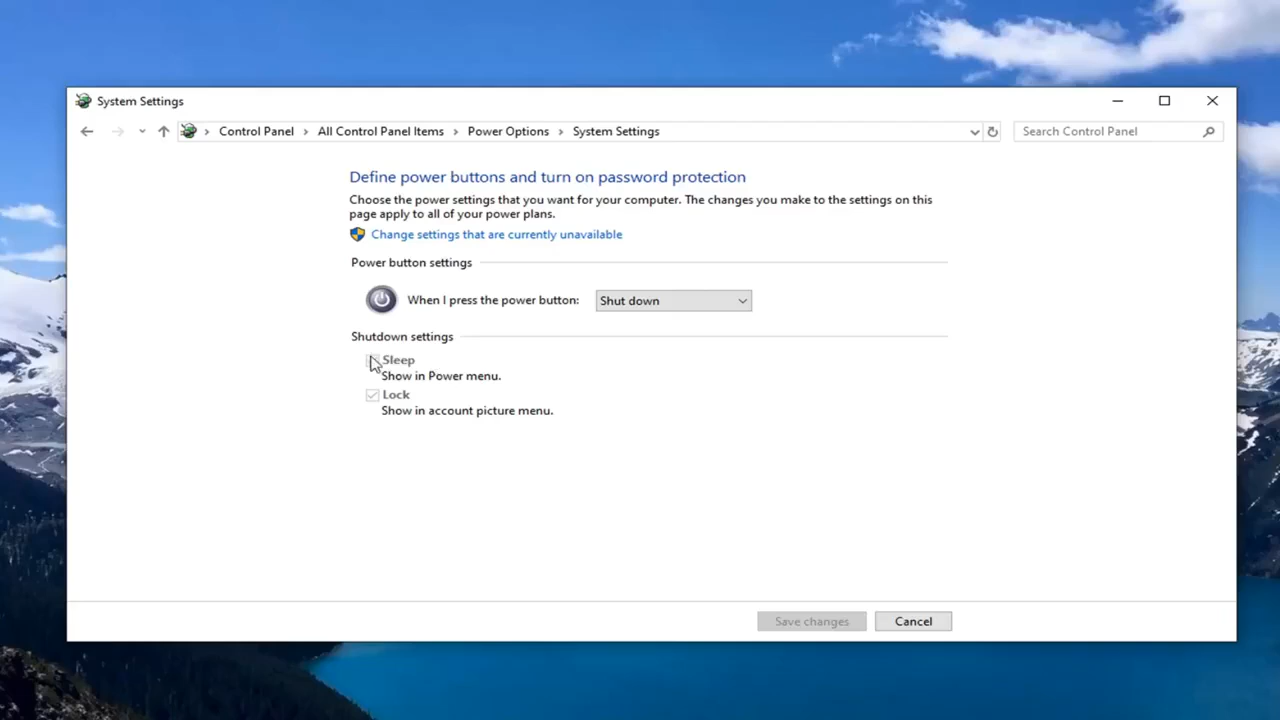 System Settings
Control Panel > All Control Panel Items > Power Options > System Settings
Search Control Panel
Define power buttons and turn on password protection
Choose the power settings that you want for your computer. The changes you make to the settings on this
page apply to all of your power plans.
Change settings that are currently unavailable
Power button settings
When I press the power button: Shut down
Shutdown settings
Sleep
Show in Power menu.
Lock
Show in account picture menu.
Save changes Cancel